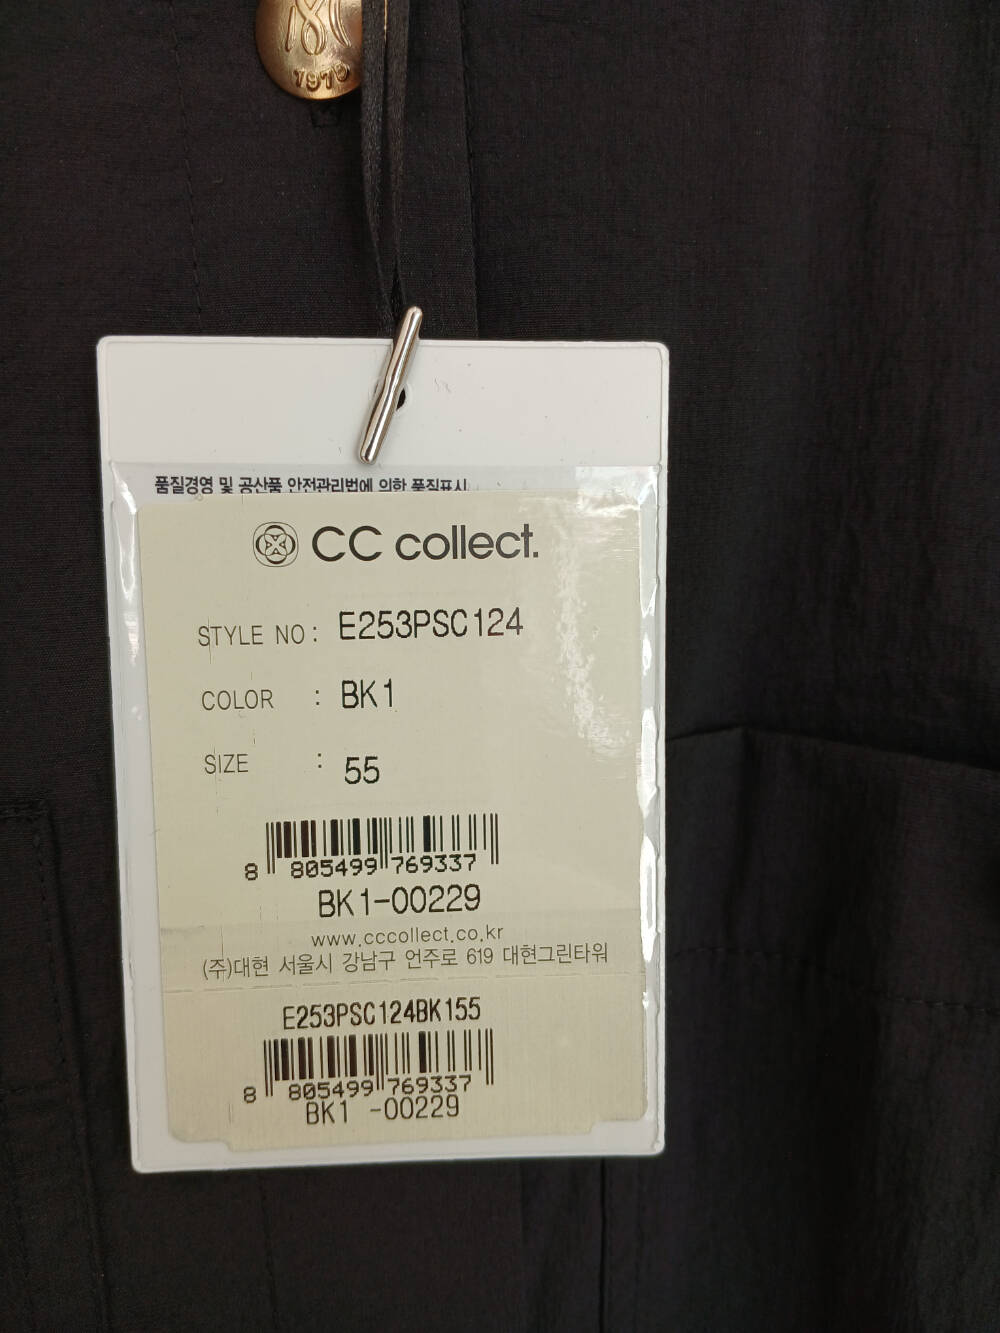 1979
품질경영 및 공산품 안전관리법에 의한 품질표시
CC collect.
STYLE NO : E253PSC124
COLOR : BK1
SIZE : 55
8 805499 769337
BK1-00229
www.cccollect.co.kr
(주)대현 서울시 강남구 언주로 619 대현그린타워
E253PSC124BK155
8 805499 769337
BK1 -00229